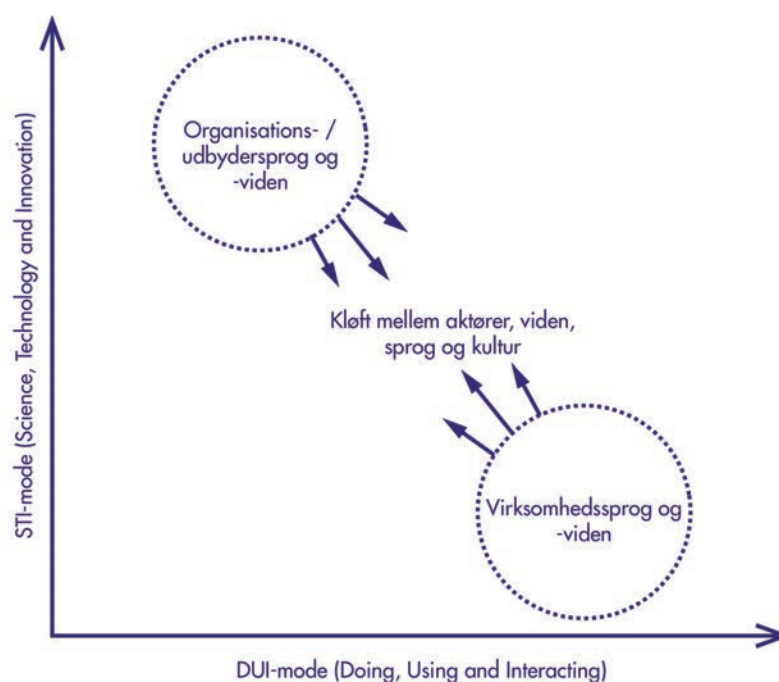 STI-mode (Science, Technology and Innovation)
Organisations- /
udbydersprog og
-viden
Kløft mellem aktører, viden,
sprog og kultur
Virksomhedssprog og
-viden
DUI-mode (Doing, Using and Interacting)